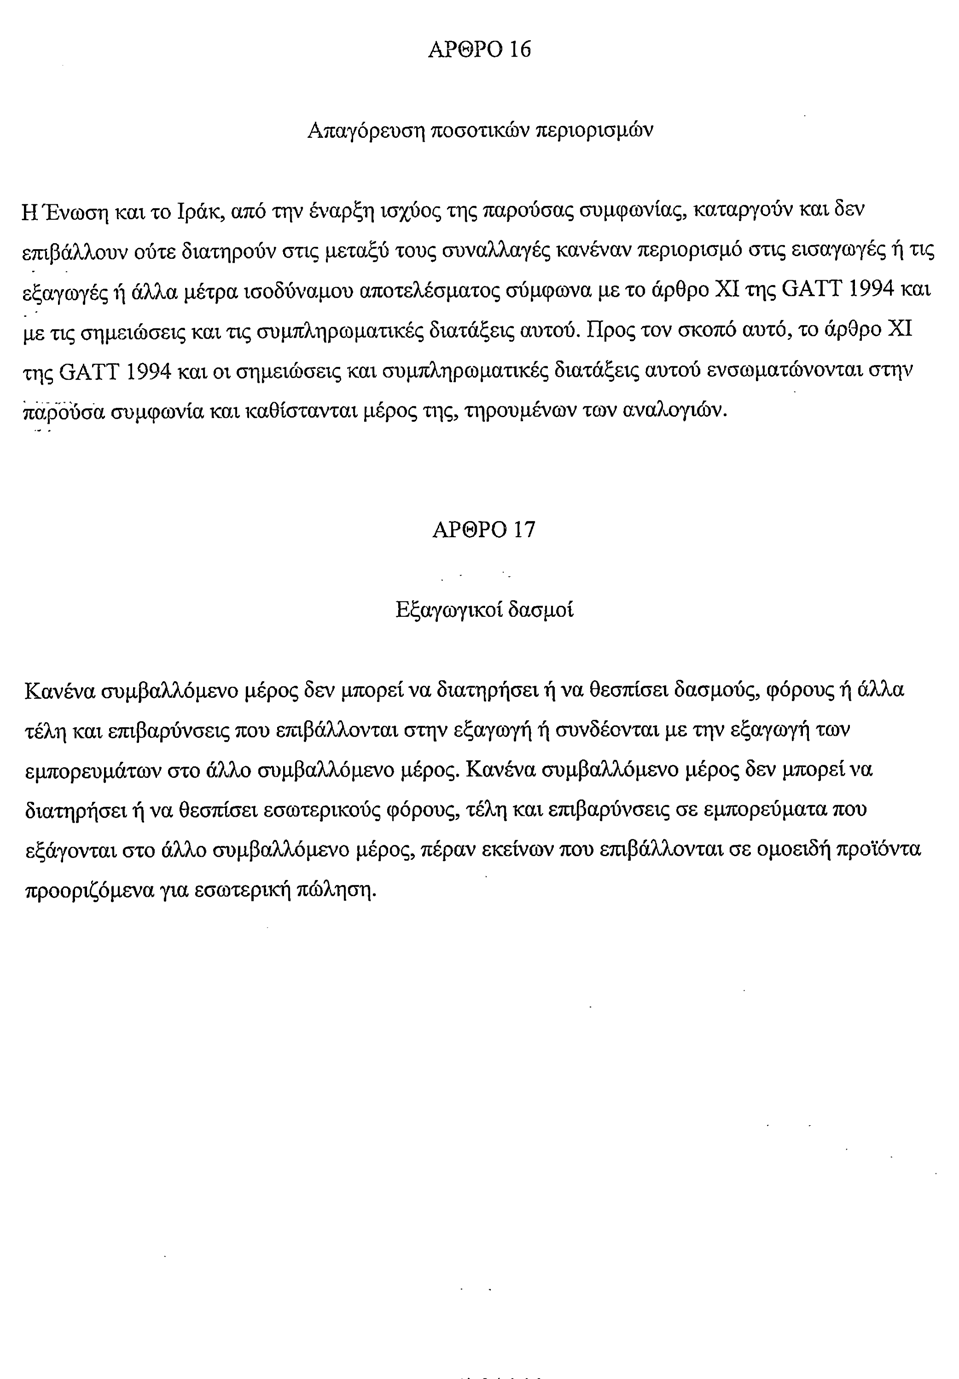 ΑΡΘΡΟ 16
Απαγόρευση ποσοτικών περιορισμών
Η Ένωση και το Ιράκ, από την έναρξη ισχύος της παρούσας συμφωνίας, καταργούν και δεν
επιβάλλουν ούτε διατηρούν στις μεταξύ τους συναλλαγές κανέναν περιορισμό στις εισαγωγές ή τις
εξαγωγές ή άλλα μέτρα ισοδύναμου αποτελέσματος σύμφωνα με το άρθρο XI της GATT 1994 και
με τις σημειώσεις και τις συμπληρωματικές διατάξεις αυτού. Προς τον σκοπό αυτό, το άρθρο XI
της GATT 1994 και οι σημειώσεις και συμπληρωματικές διατάξεις αυτού ενσωματώνονται στην
παρούσα συμφωνία και καθίστανται μέρος της, τηρουμένων των αναλογιών.
ΑΡΘΡΟ 17
Εξαγωγικοί δασμοί
Κανένα συμβαλλόμενο μέρος δεν μπορεί να διατηρήσει ή να θεσπίσει δασμούς, φόρους ή άλλα
τέλη και επιβαρύνσεις που επιβάλλονται στην εξαγωγή ή συνδέονται με την εξαγωγή των
εμπορευμάτων στο άλλο συμβαλλόμενο μέρος. Κανένα συμβαλλόμενο μέρος δεν μπορεί να
διατηρήσει ή να θεσπίσει εσωτερικούς φόρους, τέλη και επιβαρύνσεις σε εμπορεύματα που
εξάγονται στο άλλο συμβαλλόμενο μέρος, πέραν εκείνων που επιβάλλονται σε ομοειδή προϊόντα
προοριζόμενα για εσωτερική πώληση.